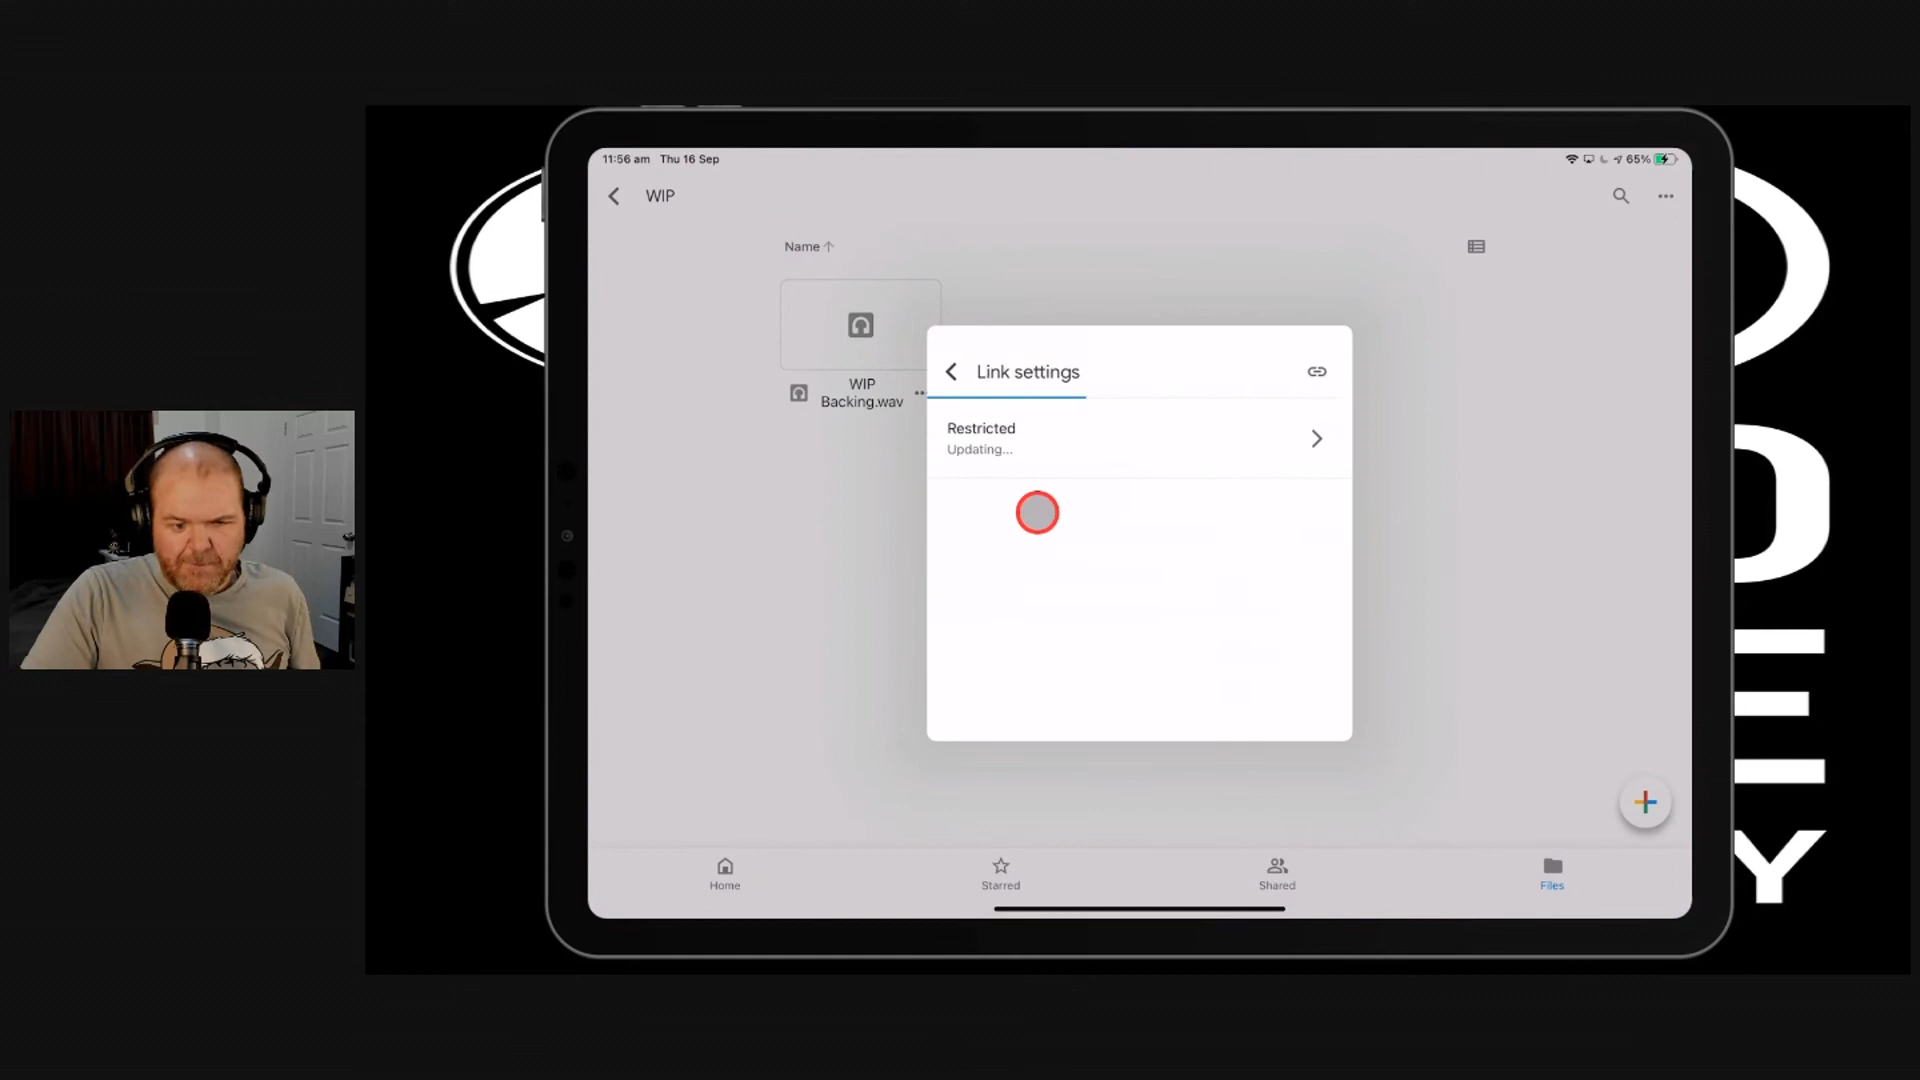 11:56 am Thu 16 Sep
65%
WIP
Name
WIP
Backing.wav
Link settings
Restricted
Updating...
Home
Starred
Shared
Files
D
E
Y